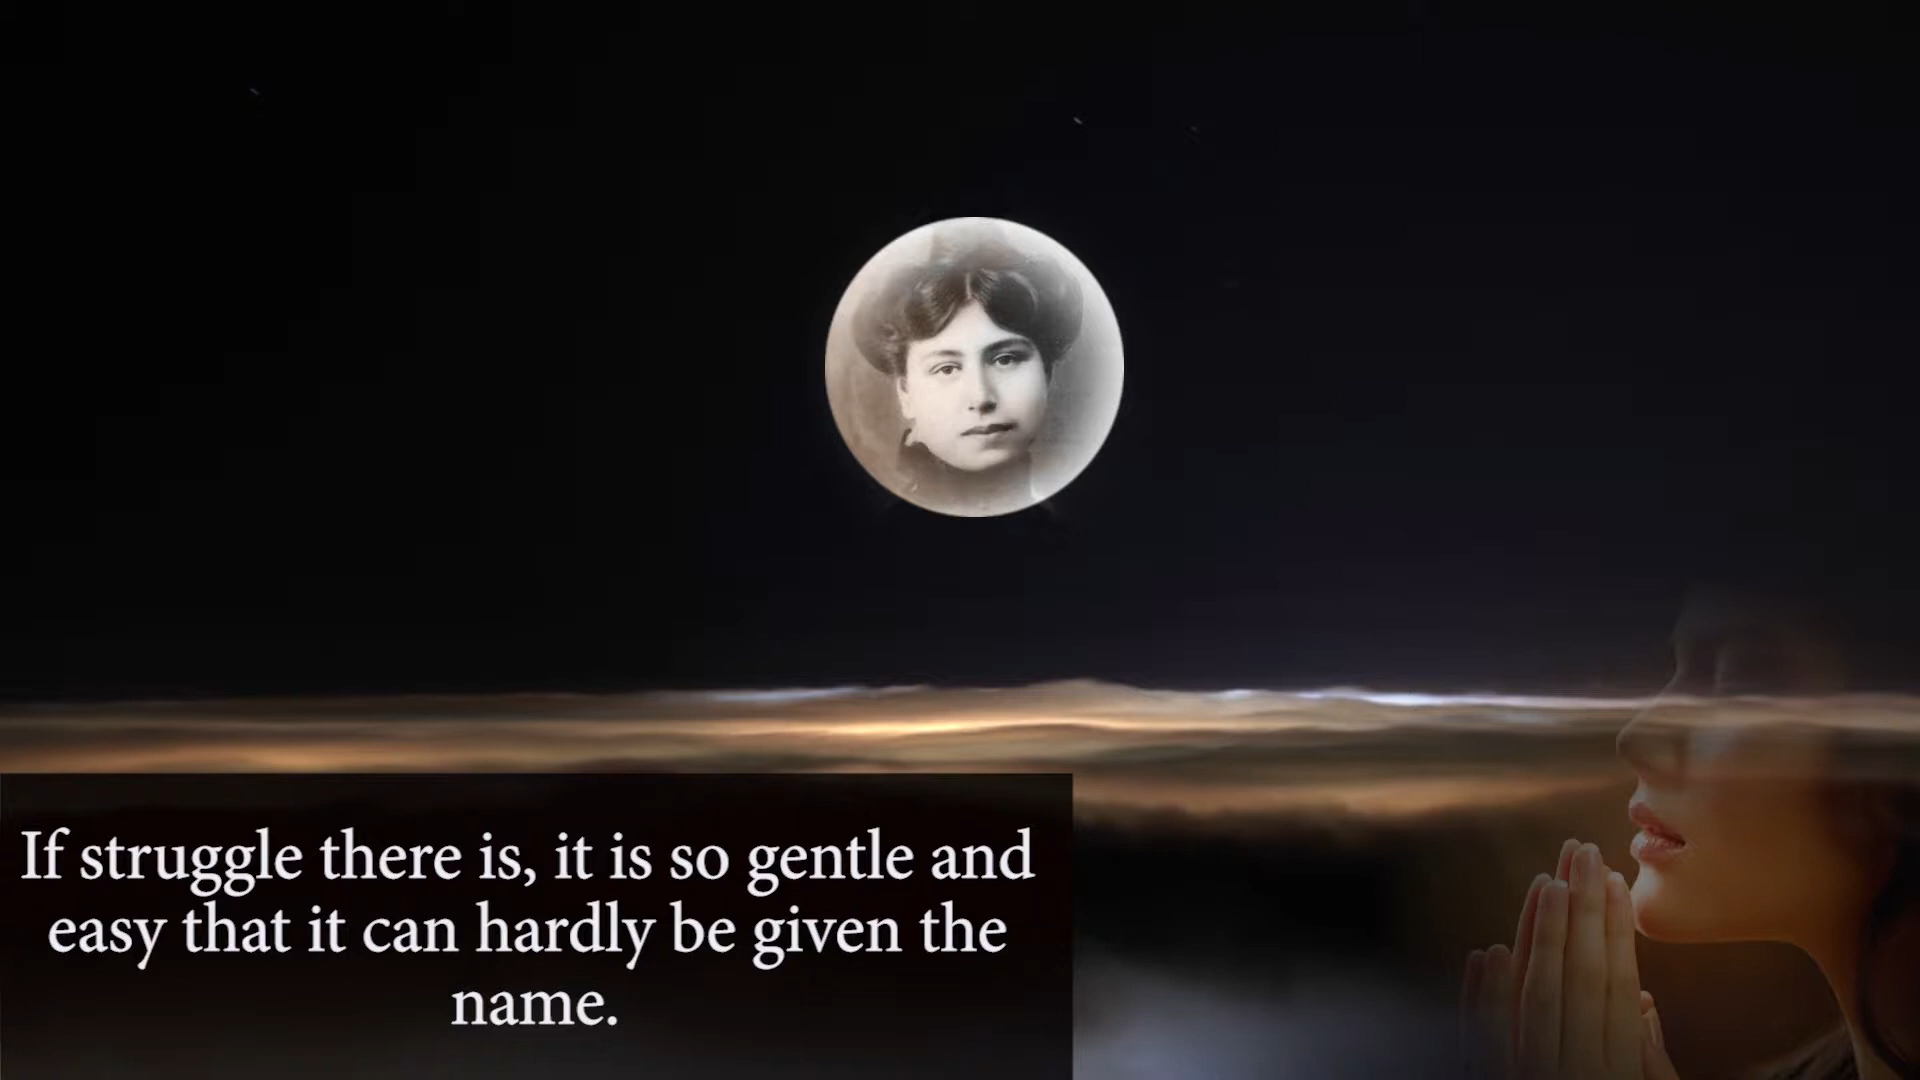 If struggle there is, it is so gentle and
easy that it can hardly be given the
name.